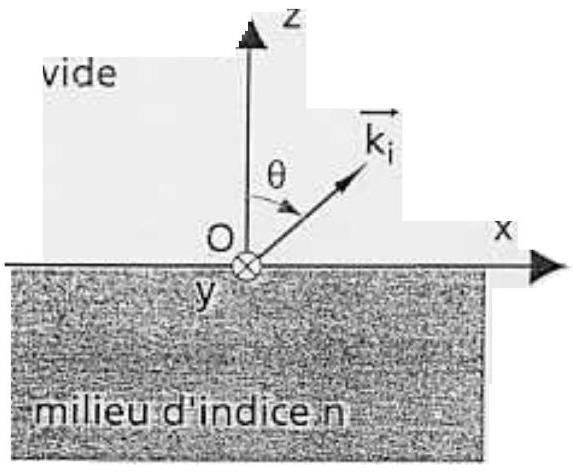 z
vide
k_i
θ
x
O
y
milieu d'indice n